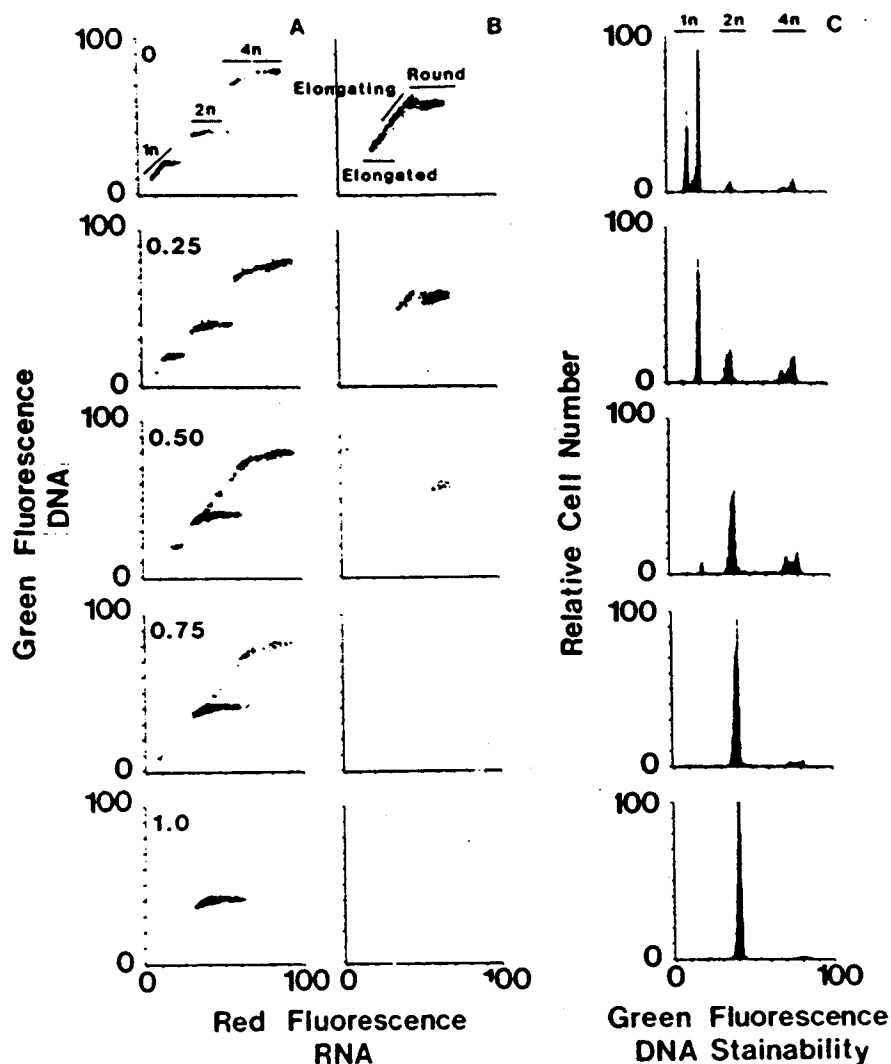 A
B
C
1n 2n 4n
100
0
4n
2n
1n
0
Elongating
Round
Elongated
100
0
100
0.25
0
100
0
100
0.50
0
100
0
100
0.75
0
100
0
100
1.0
0
100
0
0 100
0 100
0 100
Green Fluorescence
DNA
Relative Cell Number
Red Fluorescence
RNA
Green Fluorescence
DNA Stainability